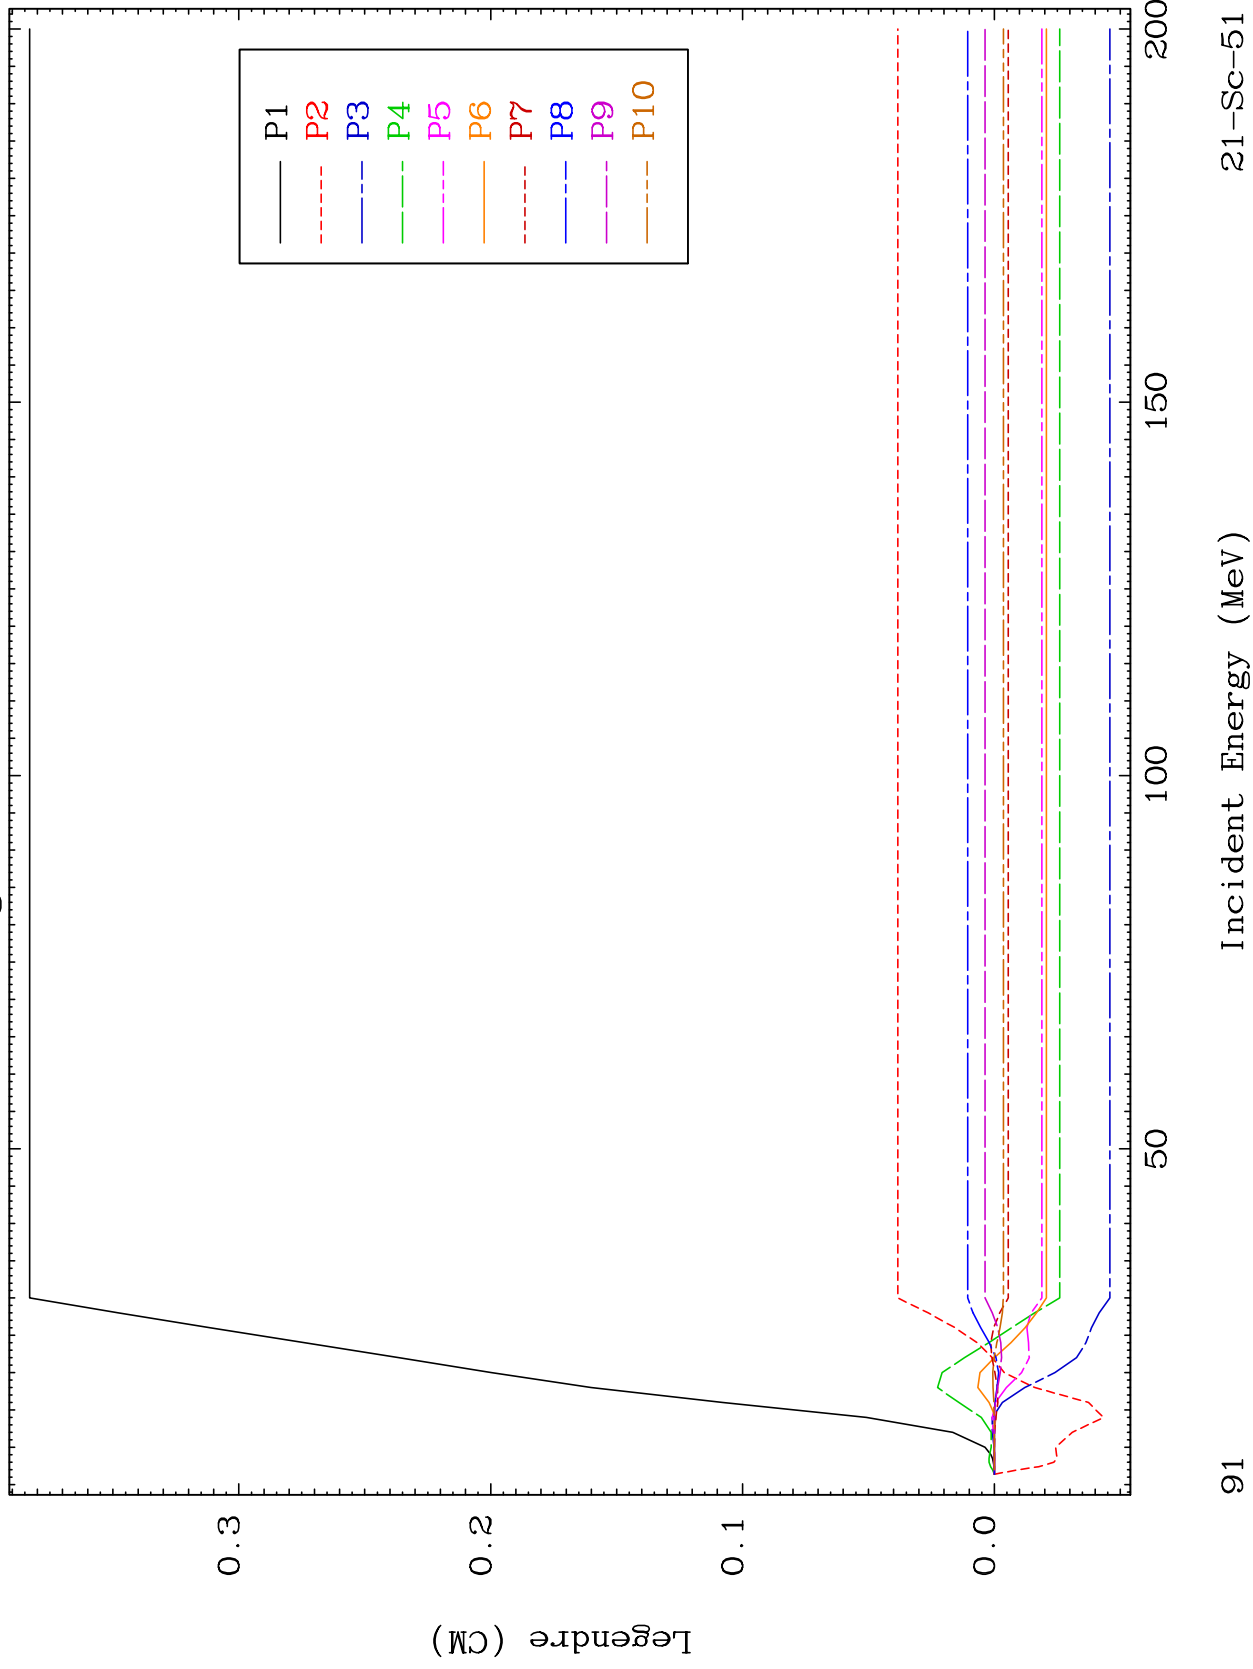 P1
P2
P3
P4
P5
P6
P7
P8
P9
P10
0.3
0.2
0.1
0.0
Legendre (CM)
50
100
150
200
Incident Energy (MeV)
91
21-Sc-51